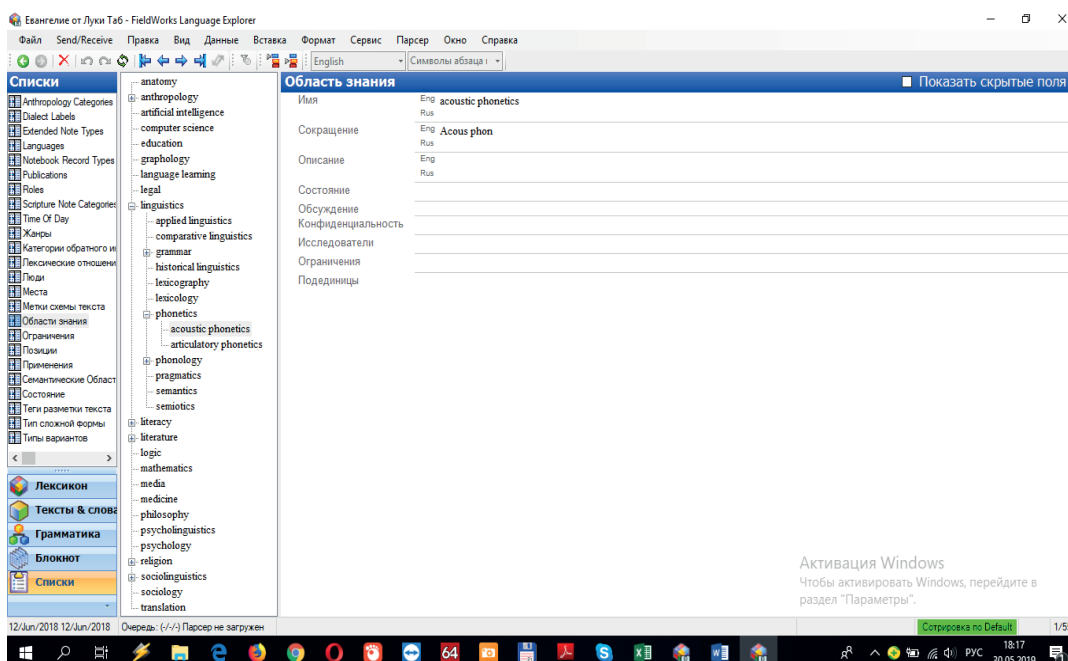 Евангелие от Луки Таб - FieldWorks Language Explorer
Файл Send/Receive Правка Вид Данные Вставка Формат Сервис Парсер Окно Справка
English Символы абзаца
Списки
Anthropology Categories
Dialect Labels
Extended Note Types
Languages
Notebook Record Types
Publications
Roles
Scripture Note Categories
Time Of Day
Жанры
Категории обратного ин
Лексические отношени
Люди
Места
Метки схемы текста
Области знания
Ограничения
Позиции
Применения
Семантические Област
Состояние
Теги разметки текста
Тип сложной формы
Типы вариантов
Лексикон
Тексты & слова
Грамматика
Блокнот
Списки
anatomy
anthropology
artificial intelligence
computer science
education
graphology
language learning
legal
linguistics
applied linguistics
comparative linguistics
grammar
historical linguistics
lexicography
lexicology
phonetics
acoustic phonetics
articulatory phonetics
phonology
pragmatics
semantics
semiotics
literacy
literature
logic
mathematics
media
medicine
philosophy
psycholinguistics
psychology
religion
sociolinguistics
sociology
translation
Область знания Показать скрытые поля
Имя Eng acoustic phonetics
Rus
Сокращение Eng Acous phon
Rus
Описание Eng
Rus
Состояние
Обсуждение
Конфиденциальность
Исследователи
Ограничения
Подединицы
Активация Windows
Чтобы активировать Windows, перейдите в
раздел "Параметры".
12/Jun/2018 12/Jun/2018 Очередь: (-/-/-) Парсер не загружен Сотрировка по Default
64 РУС 18:17
20.05.2019